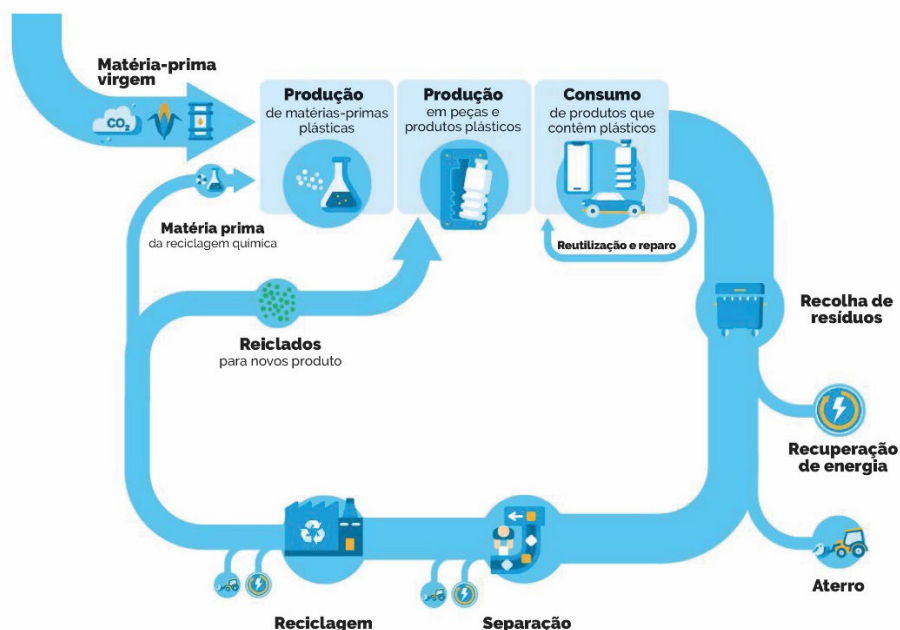 Matéria-prima
virgem
CO₂
Produção
de matérias-primas
plásticas
Produção
em peças e
produtos plásticos
Consumo
de produtos que
contêm plásticos
Matéria prima
da reciclagem química
Reutilização e reparo
Reiclados
para novos produto
Recolha de
resíduos
Recuperação
de energia
Aterro
Separação
Reciclagem